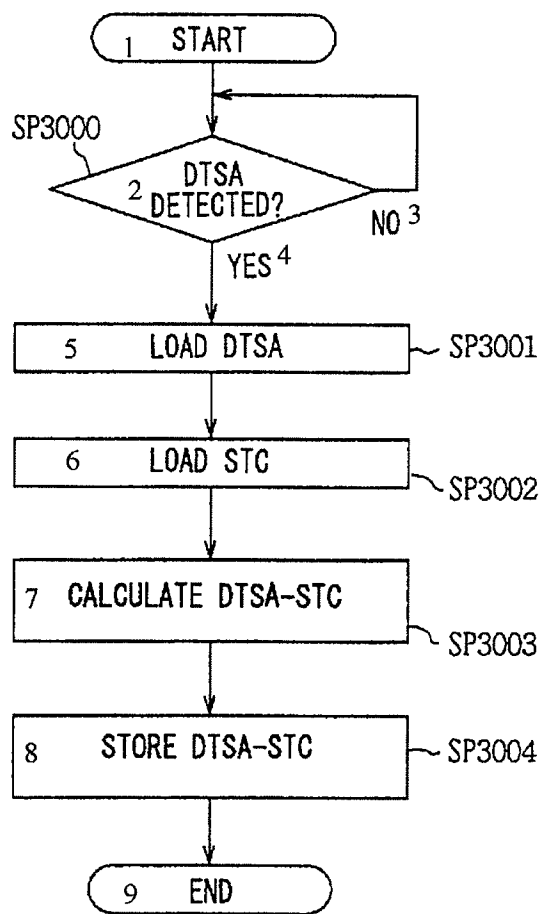 1 START
SP3000
2 DTSA
DETECTED?
NO 3
YES 4
5 LOAD DTSA
SP3001
6 LOAD STC
SP3002
7 CALCULATE DTSA-STC
SP3003
8 STORE DTSA-STC
SP3004
9 END